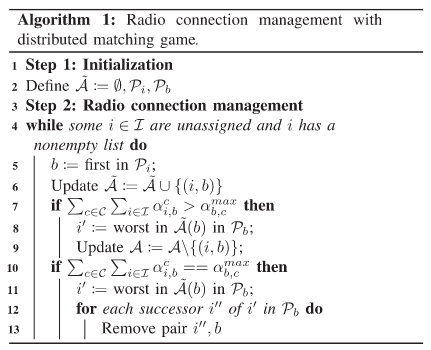 Algorithm 1: Radio connection management with
distributed matching game.
1 Step 1: Initialization
2 Define $\tilde{\mathcal{A}} := \emptyset, \mathcal{P}_i, \mathcal{P}_b$
3 Step 2: Radio connection management
4 while some $i \in \mathcal{I}$ are unassigned and $i$ has a
nonempty list do
5 $b :=$ first in $\mathcal{P}_i$;
6 Update $\tilde{\mathcal{A}} := \tilde{\mathcal{A}} \cup \{(i, b)\}$
7 if $\sum_{c \in \mathcal{C}} \sum_{i \in \mathcal{I}} \alpha_{i,b}^{c} > \alpha_{b,c}^{max}$ then
8 $i' :=$ worst in $\tilde{\mathcal{A}}(b)$ in $\mathcal{P}_b$;
9 Update $\mathcal{A} := \mathcal{A} \backslash \{(i, b)\}$;
10 if $\sum_{c \in \mathcal{C}} \sum_{i \in \mathcal{I}} \alpha_{i,b}^{c} == \alpha_{b,c}^{max}$ then
11 $i' :=$ worst in $\tilde{\mathcal{A}}(b)$ in $\mathcal{P}_b$;
12 for each successor $i''$ of $i'$ in $\mathcal{P}_b$ do
13 Remove pair $i'', b$